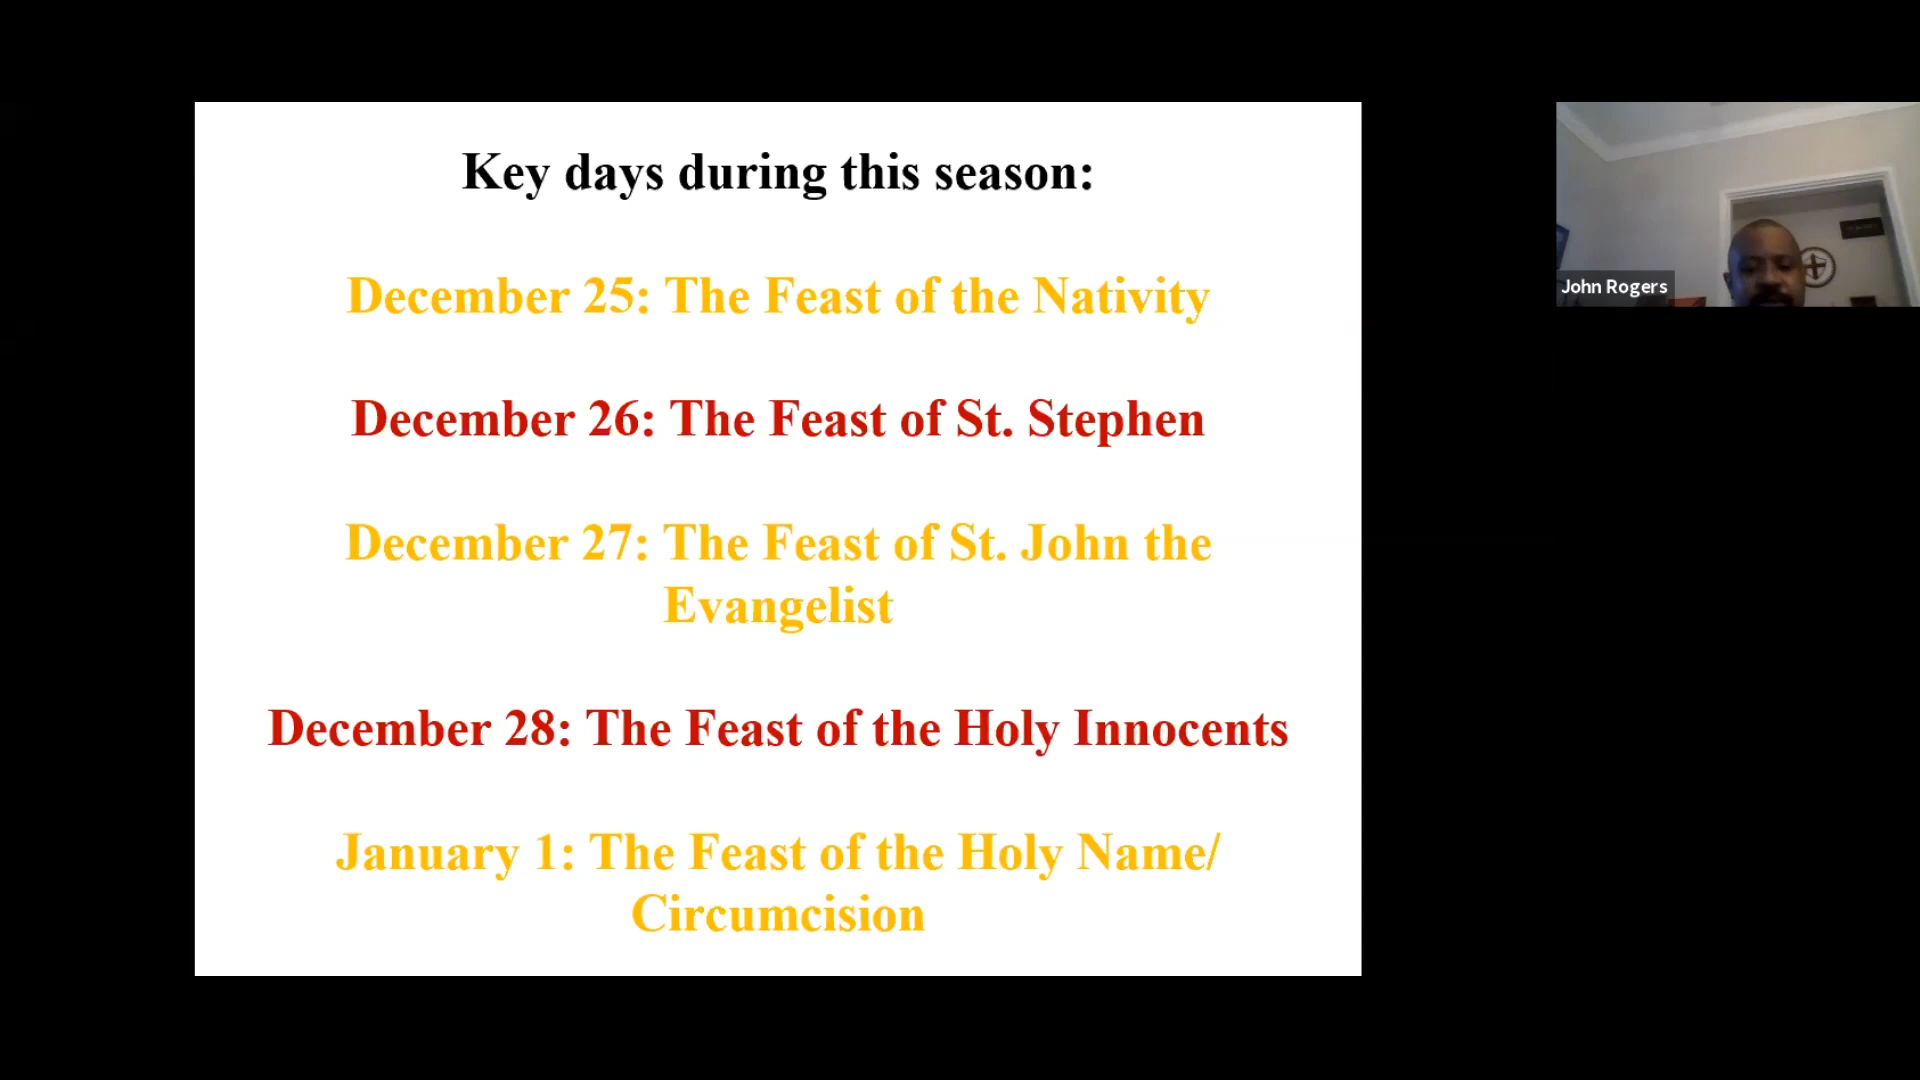 Key days during this season:
December 25: The Feast of the Nativity
December 26: The Feast of St. Stephen
December 27: The Feast of St. John the
Evangelist
December 28: The Feast of the Holy Innocents
January 1: The Feast of the Holy Name/
Circumcision
John Rogers